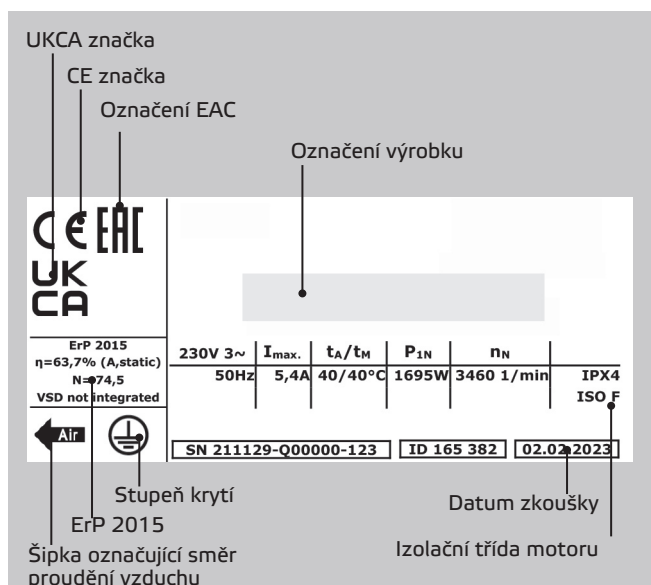 UKCA značka
CE značka
Označení EAC
Označení výrobku
CE EAC
UK
CA
ErP 2015
η=63,7% (A,static)
N= 74,5
VSD not integrated
230V 3~ Imax. tA/tM P1N nN
50Hz 5,4A 40/40°C 1695W 3460 1/min IPX4
ISO F
Air
SN 211129-Q00000-123 ID 165 382 02.02.2023
Stupeň krytí
Datum zkoušky
ErP 2015
Izolační třída motoru
Šipka označující směr
proudění vzduchu